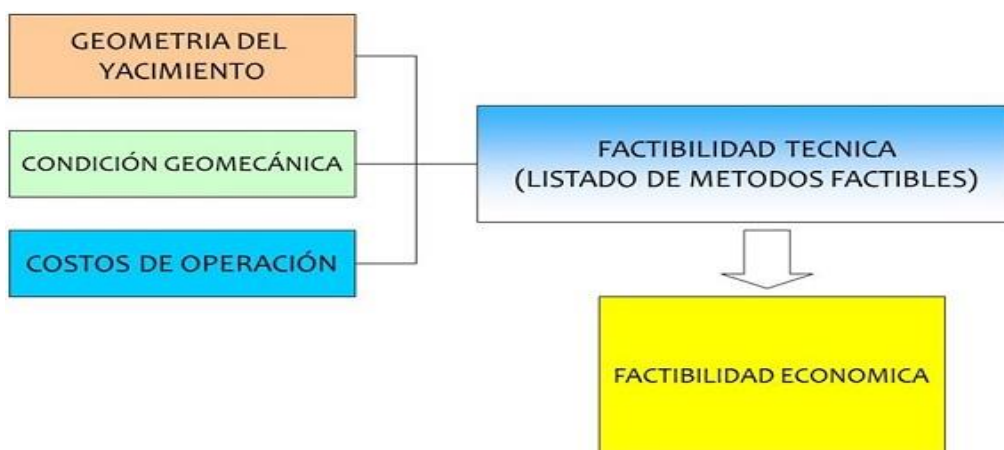 GEOMETRIA DEL
YACIMIENTO
CONDICIÓN GEOMECÁNICA
COSTOS DE OPERACIÓN
FACTIBILIDAD TECNICA
(LISTADO DE METODOS FACTIBLES)
FACTIBILIDAD ECONOMICA